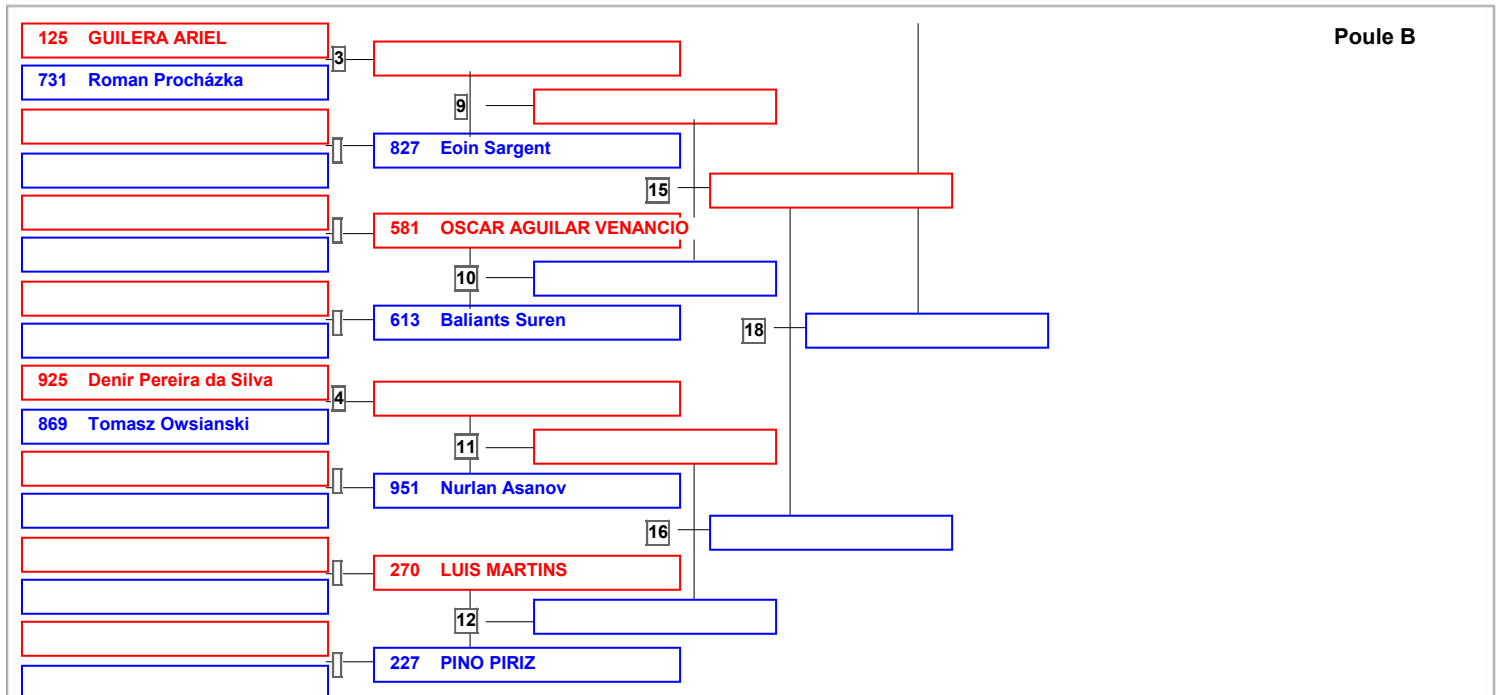 Poule B
125 GUILERA ARIEL
3
731 Roman Procházka
9
827 Eoin Sargent
15
581 OSCAR AGUILAR VENANCIO
10
613 Baliants Suren
18
925 Denir Pereira da Silva
4
869 Tomasz Owsianski
11
951 Nurlan Asanov
16
270 LUIS MARTINS
12
227 PINO PIRIZ